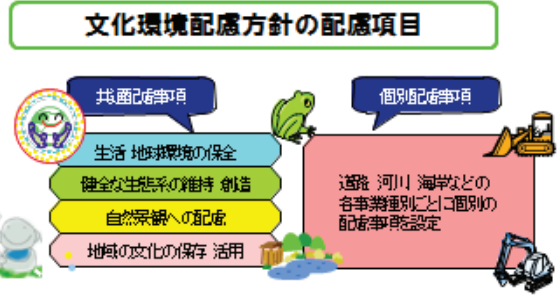 文化環境配慮方針の配慮項目
共通配慮事項
個別配慮事項
生活 地球環境の保全
健全な生態系の維持 創造
自然景観への配慮
地域の文化の保存 活用
道路 河川 海岸などの
各事業種別ごとに個別の
配慮事項を設定